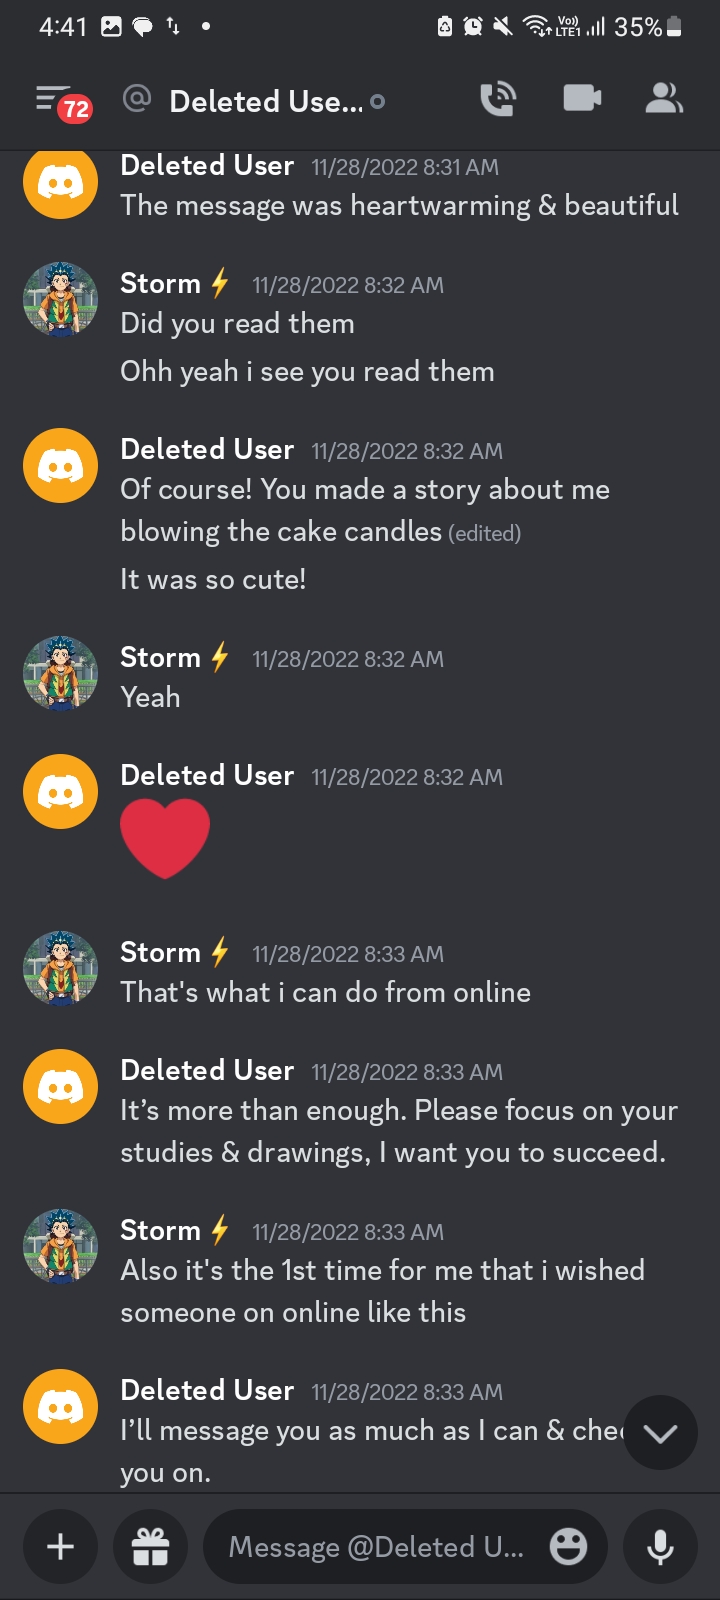 4:41 35%
Vo))
LTE1
72
@ Deleted Use...
Deleted User 11/28/2022 8:31 AM
The message was heartwarming & beautiful
Storm⚡ 11/28/2022 8:32 AM
Did you read them
Ohh yeah i see you read them
Deleted User 11/28/2022 8:32 AM
Of course! You made a story about me
blowing the cake candles (edited)
It was so cute!
Storm⚡ 11/28/2022 8:32 AM
Yeah
Deleted User 11/28/2022 8:32 AM
Storm⚡ 11/28/2022 8:33 AM
That's what i can do from online
Deleted User 11/28/2022 8:33 AM
It’s more than enough. Please focus on your
studies & drawings, I want you to succeed.
Storm⚡ 11/28/2022 8:33 AM
Also it's the 1st time for me that i wished
someone on online like this
Deleted User 11/28/2022 8:33 AM
I’ll message you as much as I can &
you on.
Message @Deleted U...